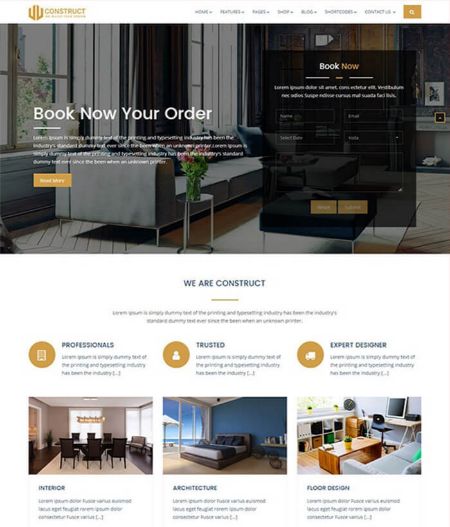 CONSTRUCT
WE BUILD YOUR DREAM
HOME FEATURES PAGES SHOP BLOG SHORTCODES CONTACT US
Book Now Your Order
Lorem Ipsum is simply dummy text of the printing and typesetting industry has been the
industry's standard dummy text ever since the been when an unknown printer.Lorem Ipsum is
simply dummy text of the printing and typesetting industry has been the industry's standard
dummy text ever since the been when an unknown printer.
Read More
Book Now
Lorem ipsum dolor sit amet, cons ectetur elit. Vestibulum
nec odios Suspe ndisse cursus mal suada faci lisis.
Name
Email
Select Date
Submit
WE ARE CONSTRUCT
Lorem ipsum is simply dummy text of the printing and typesetting industry has been the industry's
standard dummy text ever since the been when an unknown printer.
PROFESSIONALS
Lorem ipsum is simply dummy text of
the printing and typesetting industry
has been the industry [...]
TRUSTED
Lorem ipsum is simply dummy text of
the printing and typesetting industry
has been the industry [...]
EXPERT DESIGNER
Lorem ipsum is simply dummy text of
the printing and typesetting industry
has been the industry [...]
INTERIOR
Lorem ipsum dolor Fusce varius euismod
lacus eget feugiat rorem ipsum dolor
Fusce varius euismod [...]
ARCHITECTURE
Lorem ipsum dolor Fusce varius euismod
lacus eget feugiat rorem ipsum dolor
Fusce varius euismod [...]
FLOOR DESIGN
Lorem ipsum dolor Fusce varius euismod
lacus eget feugiat rorem ipsum dolor
Fusce varius euismod [...]